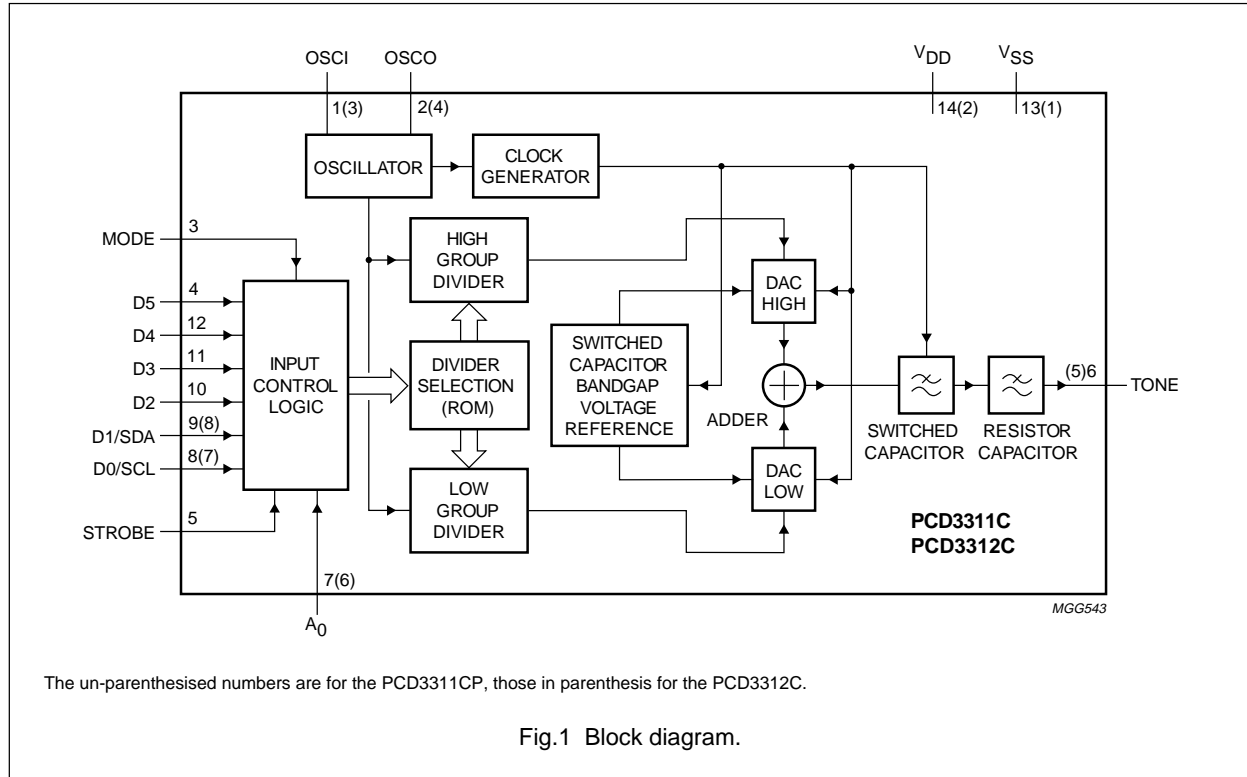 OSCI
OSCO
VDD
VSS
1(3)
2(4)
14(2)
13(1)
OSCILLATOR
CLOCK
GENERATOR
MODE
3
HIGH
GROUP
DIVIDER
DAC
HIGH
D5
4
D4
12
D3
11
D2
10
D1/SDA
9(8)
D0/SCL
8(7)
INPUT
CONTROL
LOGIC
DIVIDER
SELECTION
(ROM)
SWITCHED
CAPACITOR
BANDGAP
VOLTAGE
REFERENCE
ADDER
(5)6
TONE
SWITCHED
CAPACITOR
RESISTOR
CAPACITOR
DAC
LOW
LOW
GROUP
DIVIDER
STROBE
5
PCD3311C
PCD3312C
7(6)
A0
MGG543
The un-parenthesised numbers are for the PCD3311CP, those in parenthesis for the PCD3312C.
Fig.1 Block diagram.